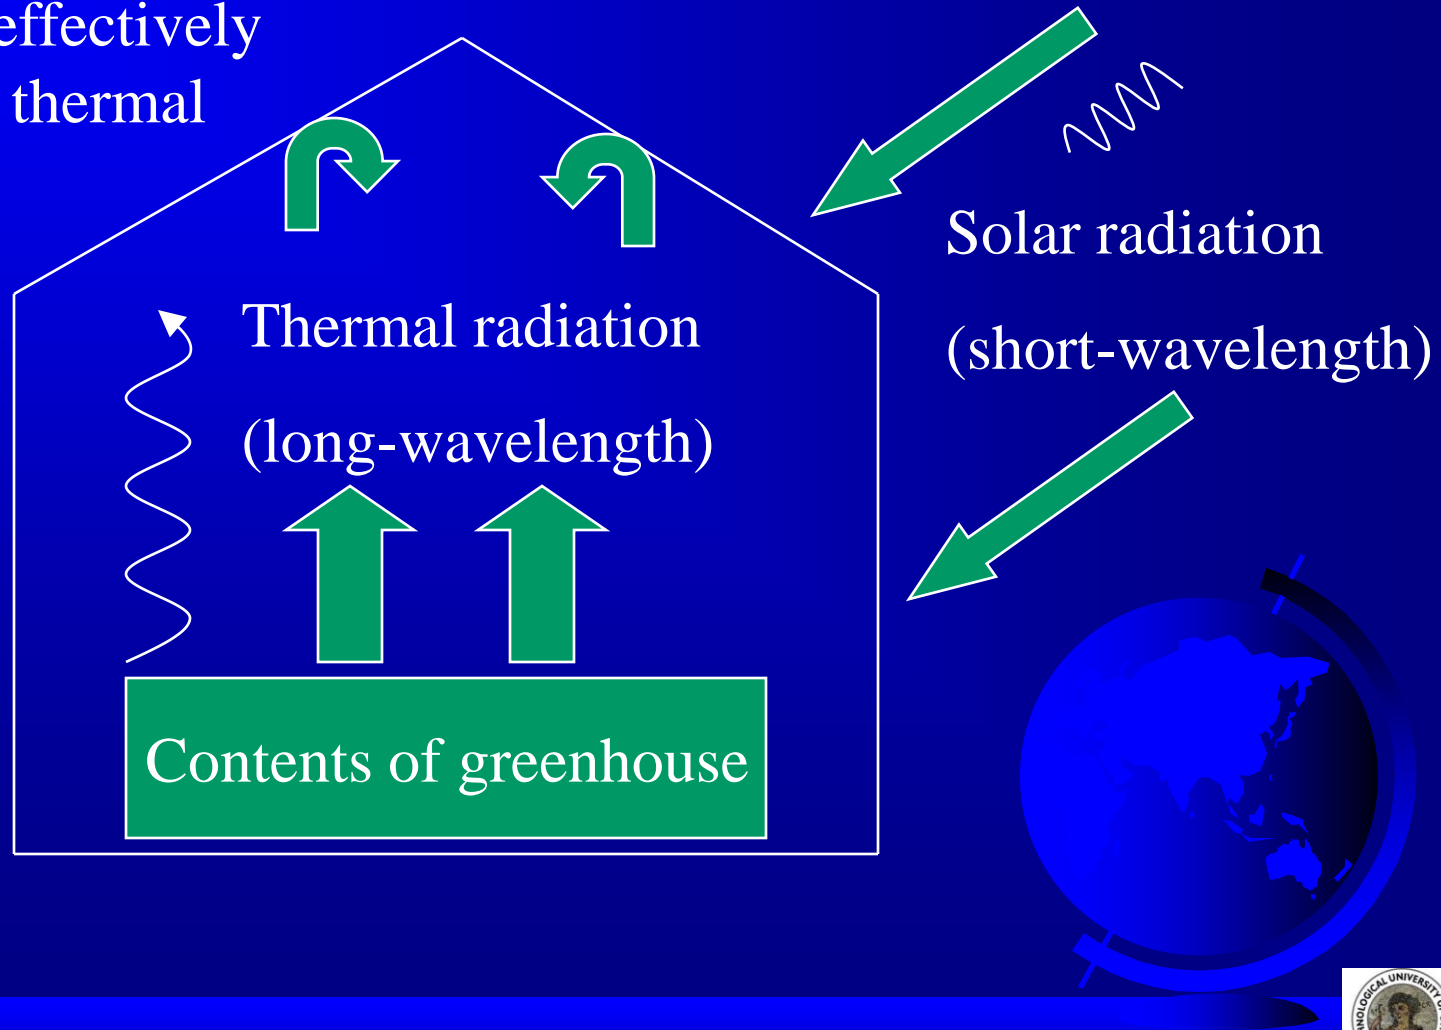 effectively
thermal
Solar radiation
Thermal radiation
(short-wavelength)
(long-wavelength)
Contents of greenhouse